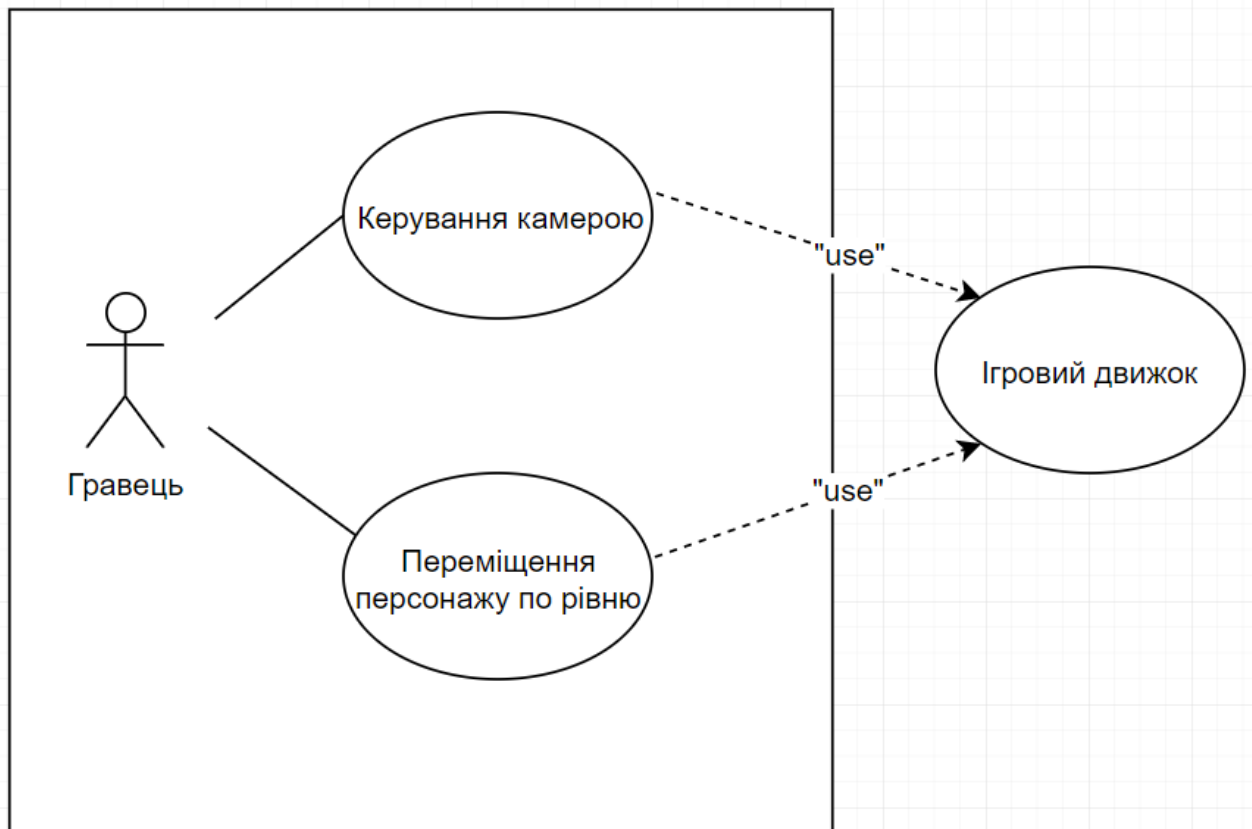 Керування камерою
"use"
Ігровий движок
Гравець
"use"
Переміщення
персонажу по рівню